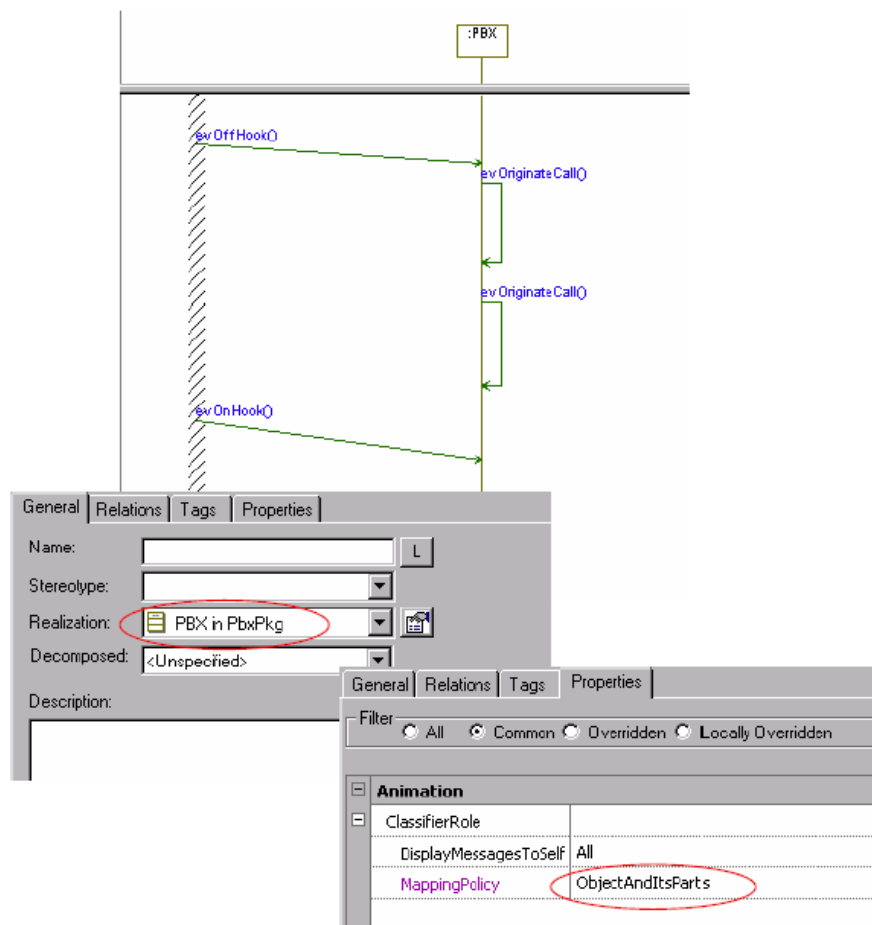 :PBX
evOffHook()
evOriginateCall()
evOriginateCall()
evOnHook()
General Relations Tags Properties
Name: L
Stereotype:
Realization: PBX in PbxPkg
Decomposed: <Unspecified>
Description:
General Relations Tags Properties
Filter
All Common Overridden Locally Overridden
Animation
ClassifierRole
DisplayMessagesToSelf All
MappingPolicy ObjectAndItsParts